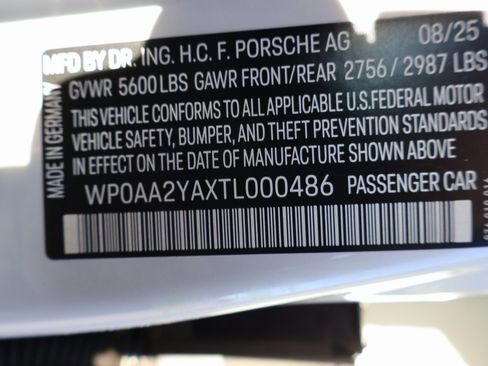 MFD BY DR. ING. H.C. F. PORSCHE AG 08/25
GVWR 5600 LBS GAWR FRONT/REAR 2756 / 2987 LBS
THIS VEHICLE CONFORMS TO ALL APPLICABLE U.S. FEDERAL MOTOR
VEHICLE SAFETY, BUMPER, AND THEFT PREVENTION STANDARDS
IN EFFECT ON THE DATE OF MANUFACTURE SHOWN ABOVE
WP0AA2YAXTL000486 PASSENGER CAR
MADE IN GERMANY